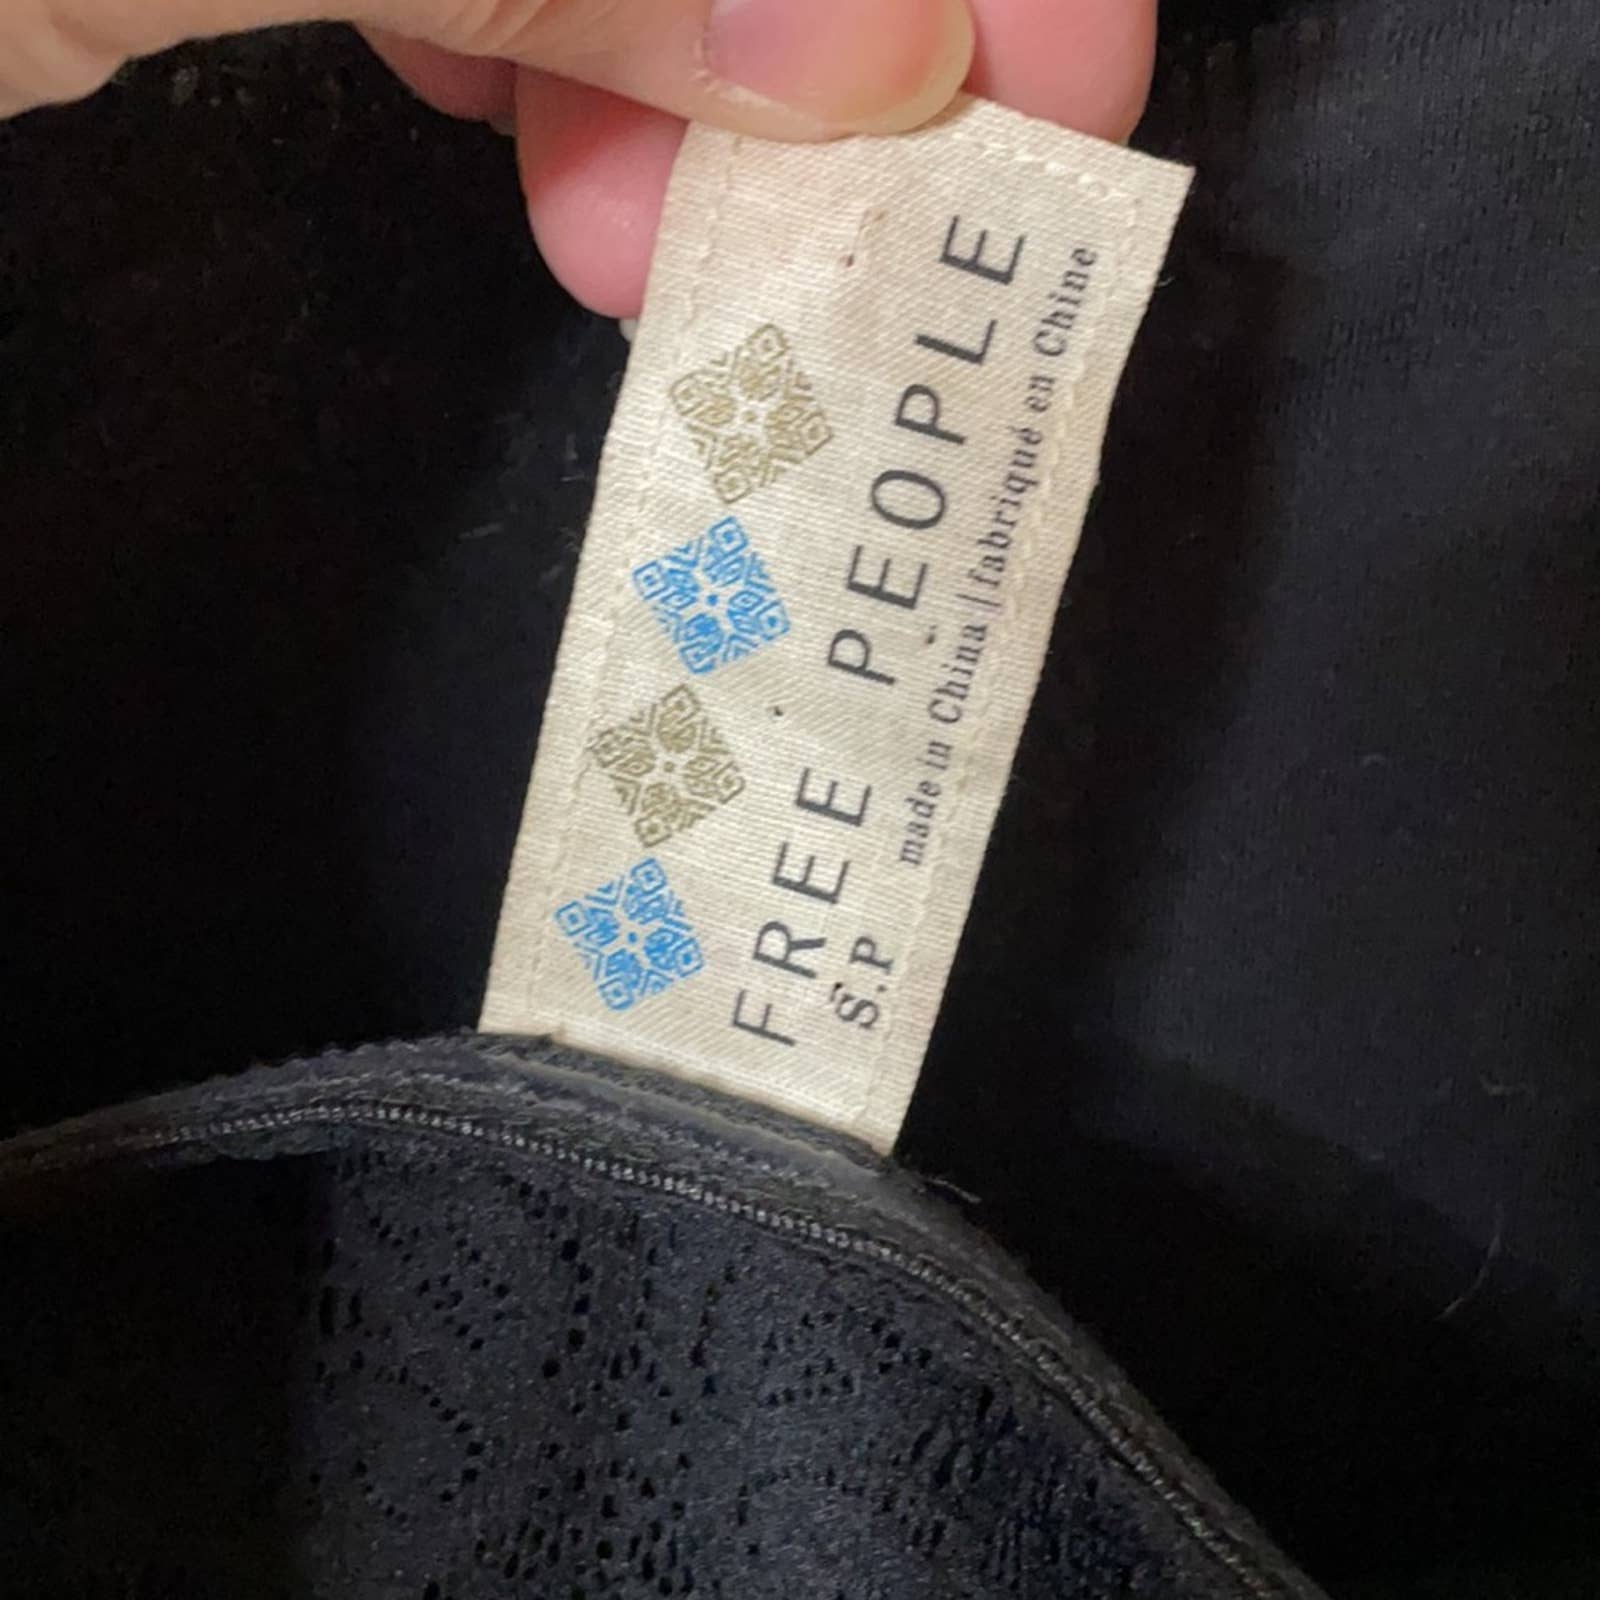 FREE PEOPLE
S.P made in China | fabriqué en Chine